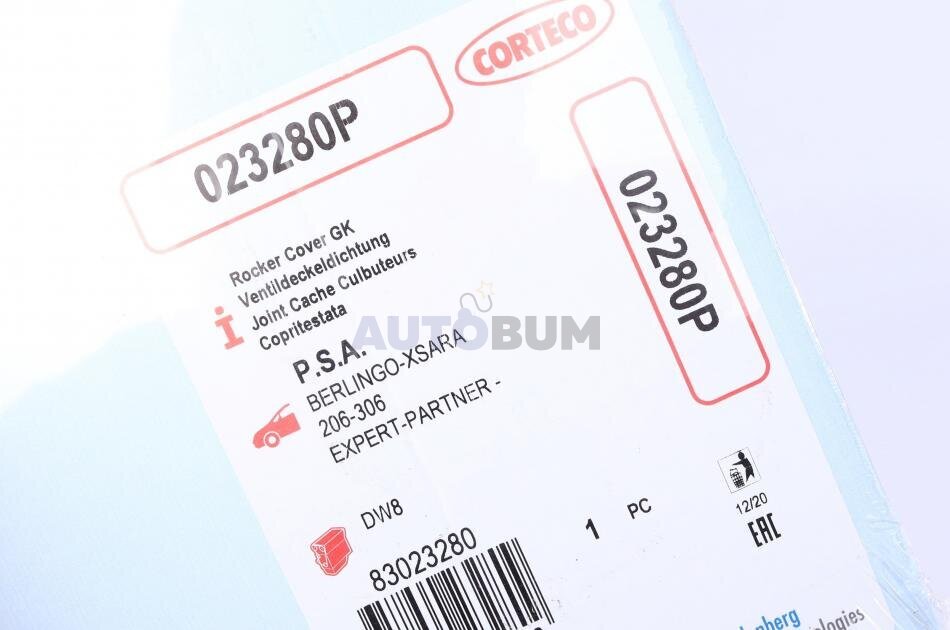 CORTECO
023280P
023280P
Rocker Cover GK
Ventildeckeldichtung
Joint Cache Culbuteurs
Copritestata
AUTOBUM
P.S.A.
BERLINGO-XSARA
206-306
EXPERT-PARTNER -
DW8
1 PC
12/20
EAC
83023280